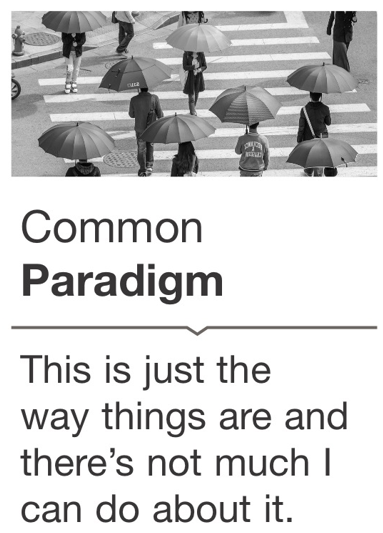 Common
Paradigm
This is just the
way things are and
there’s not much I
can do about it.